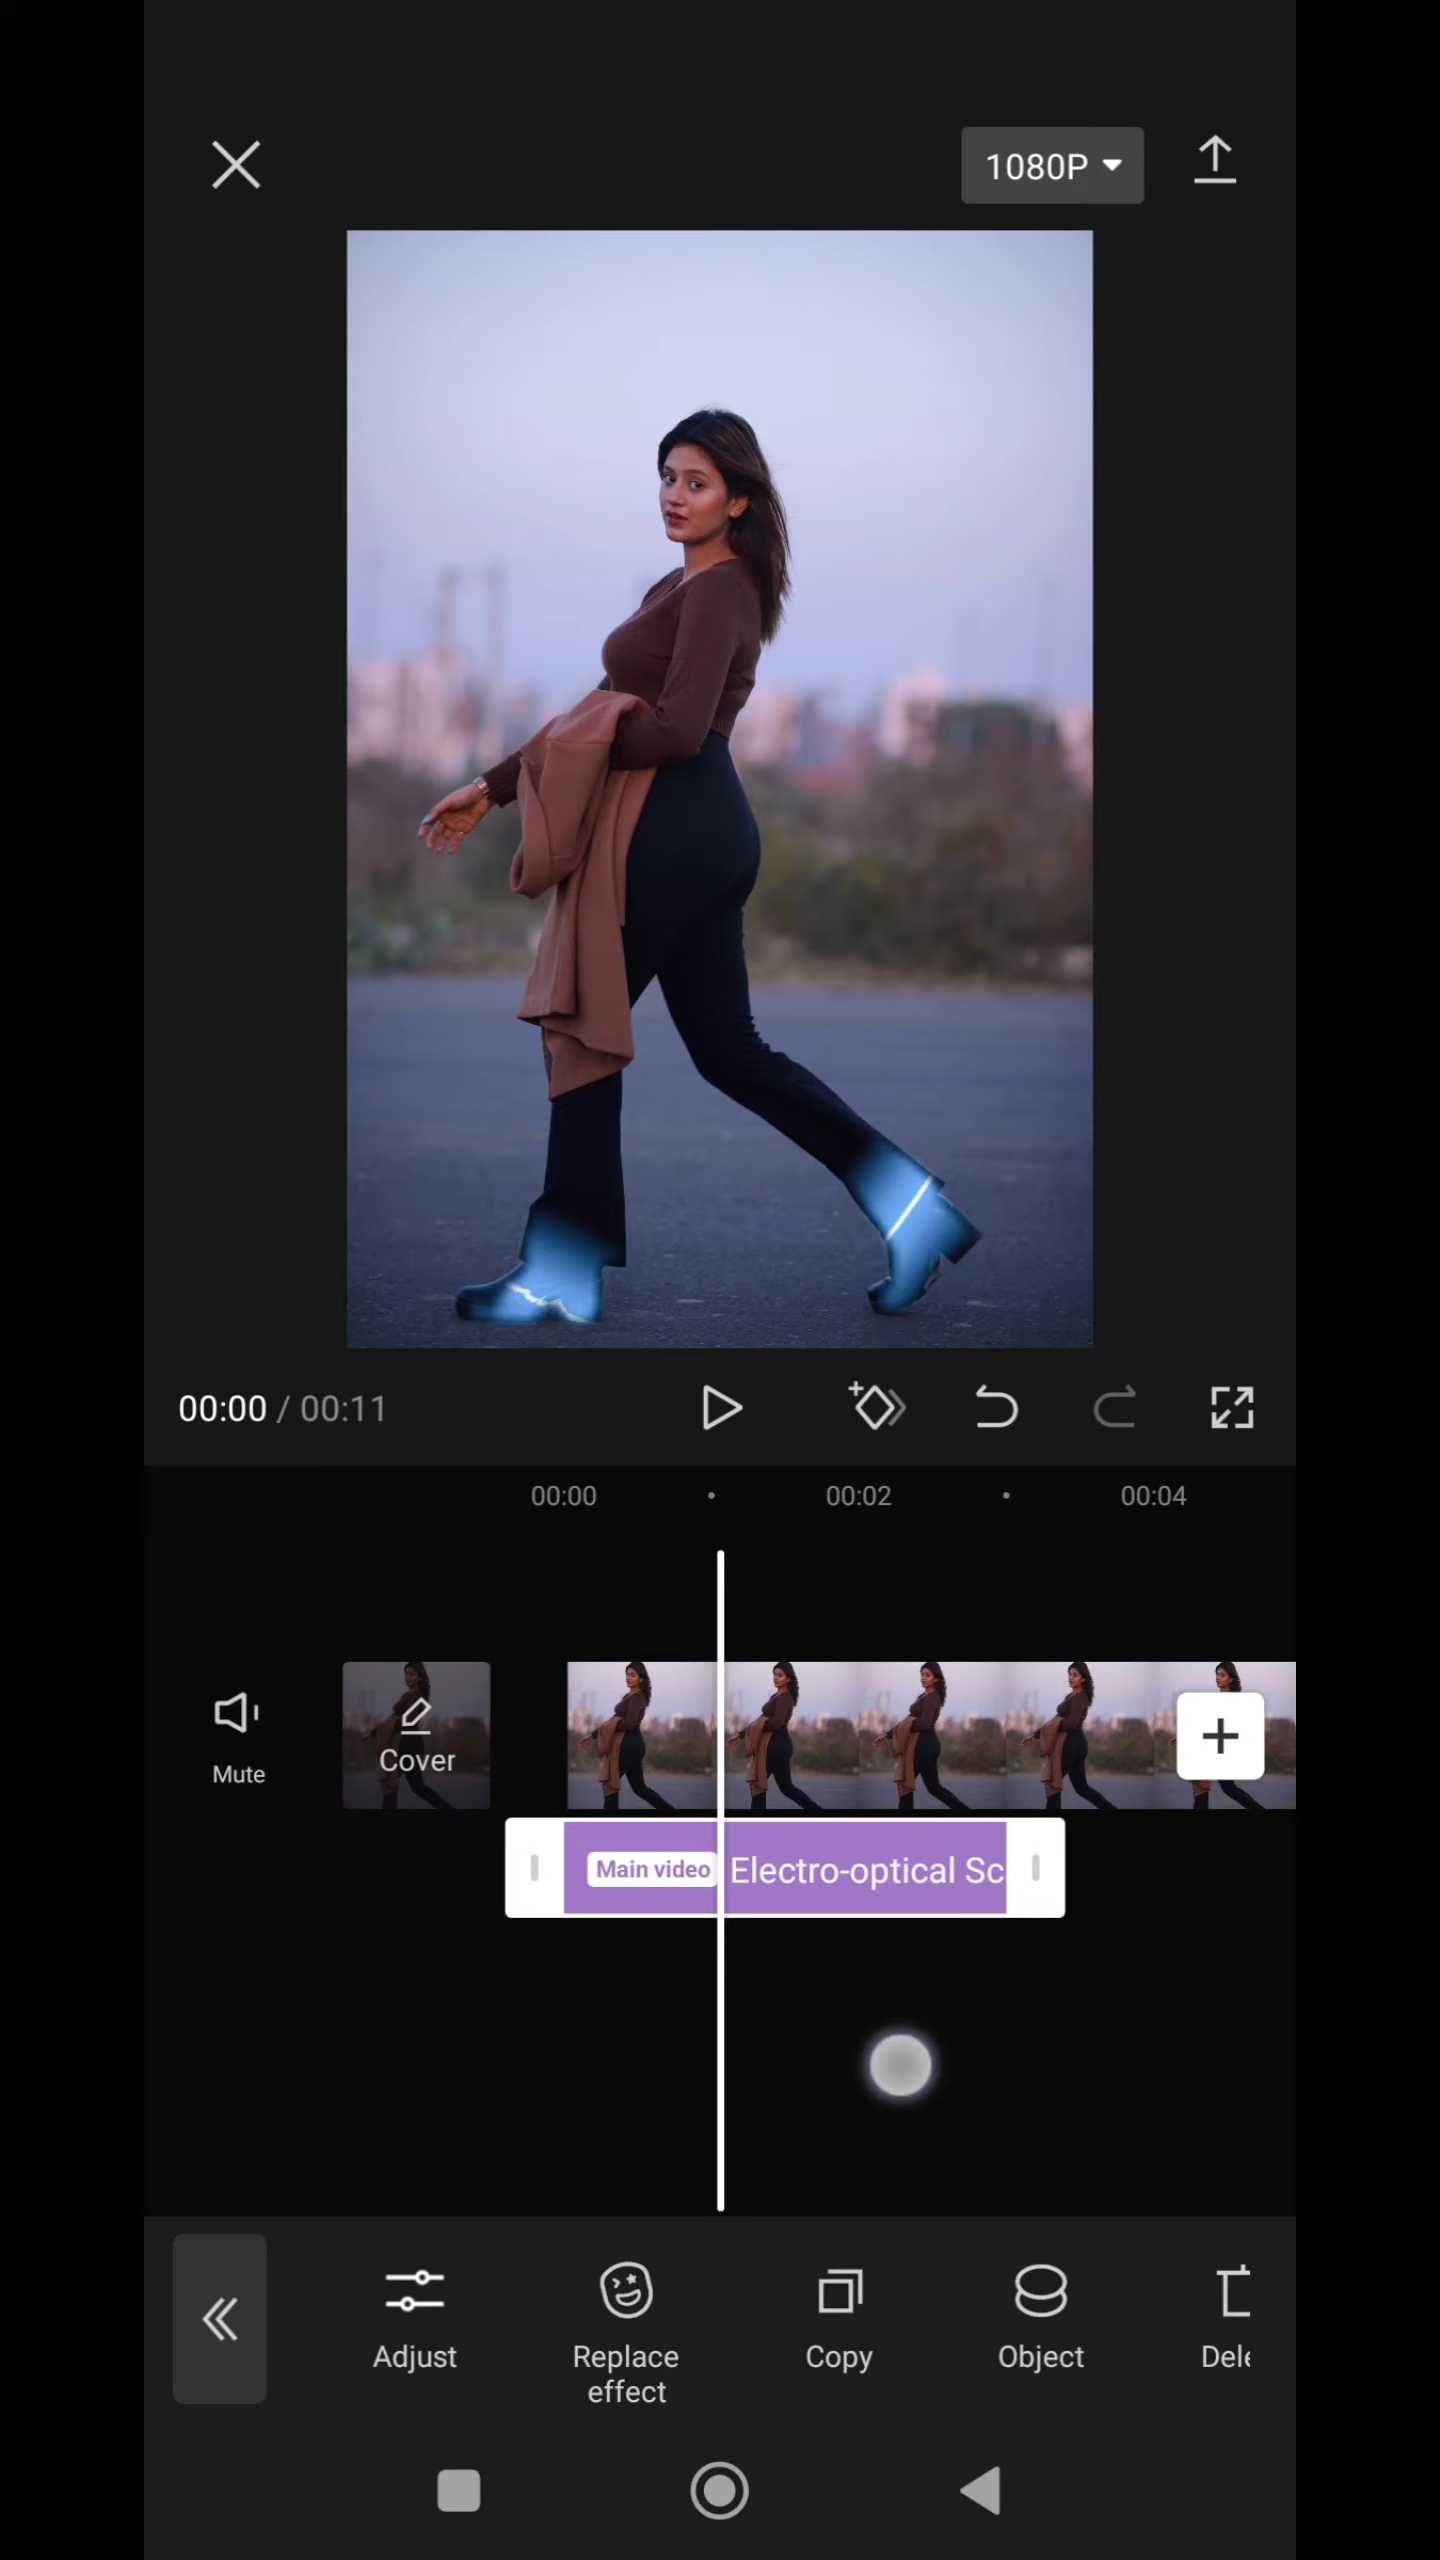 1080P
00:00 / 00:11
00:00 00:02 00:04
Mute
Cover
Main video Electro-optical Sc
Adjust Replace effect Copy Object Dele